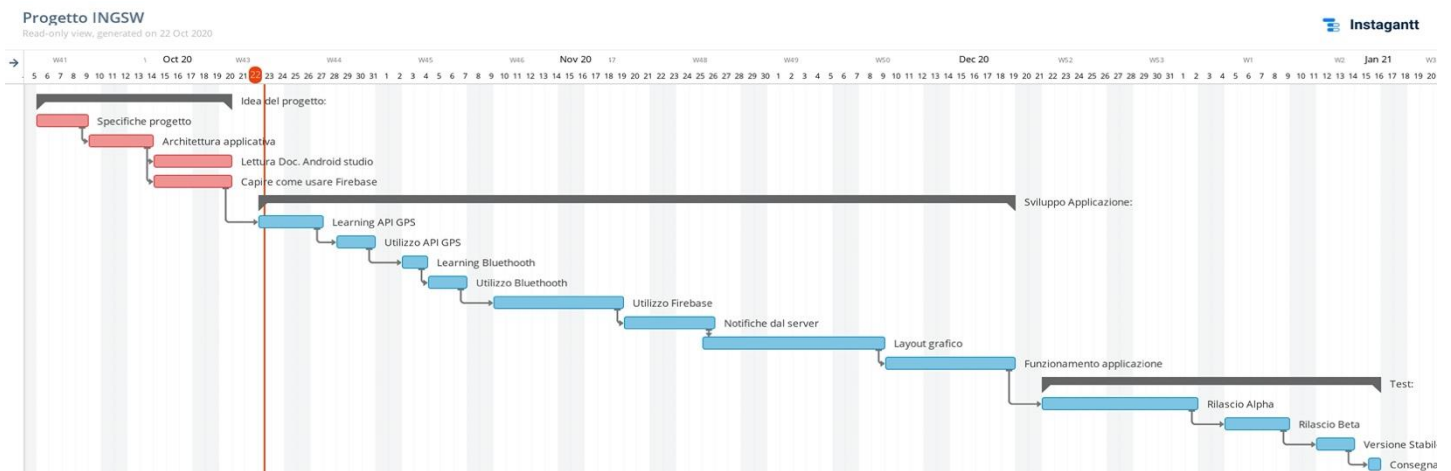 Progetto INGSW
Read-only view, generated on 22 Oct 2020
Instagantt
W41 Oct 20 W43 W44 W45 W46 Nov 20 W48 W49 W50 Dec 20 W52 W53 W1 W2 Jan 21
5 6 7 8 9 10 11 12 13 14 15 16 17 18 19 20 21 22 23 24 25 26 27 28 29 30 31 1 2 3 4 5 6 7 8 9 10 11 12 13 14 15 16 17 18 19 20 21 22 23 24 25 26 27 28 29 30 1 2 3 4 5 6 7 8 9 10 11 12 13 14 15 16 17 18 19 20 21 22 23 24 25 26 27 28 29 30 31 1 2 3 4 5 6 7 8 9 10 11 12 13 14 15 16 17 18 19 20
Idea del progetto:
Specifiche progetto
Architettura applicativa
Lettura Doc. Android studio
Capire come usare Firebase
Sviluppo Applicazione:
Learning API GPS
Utilizzo API GPS
Learning Bluethooth
Utilizzo Bluethooth
Utilizzo Firebase
Notifiche dal server
Layout grafico
Funzionamento applicazione
Test:
Rilascio Alpha
Rilascio Beta
Versione Stabil
Consegna